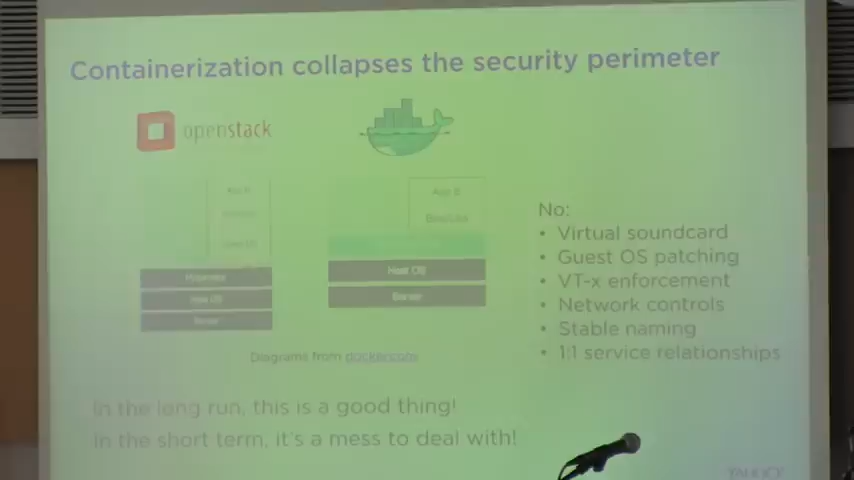 Containerization collapses the security perimeter
openstack
App B
Host OS
Server
Host OS
Server
No:
• Virtual soundcard
• Guest OS patching
• VT-x enforcement
• Network controls
• Stable naming
• 1:1 service relationships
Diagrams from docker.com
In the long run, this is a good thing!
In the short term, it's a mess to deal with!
YAHOO!